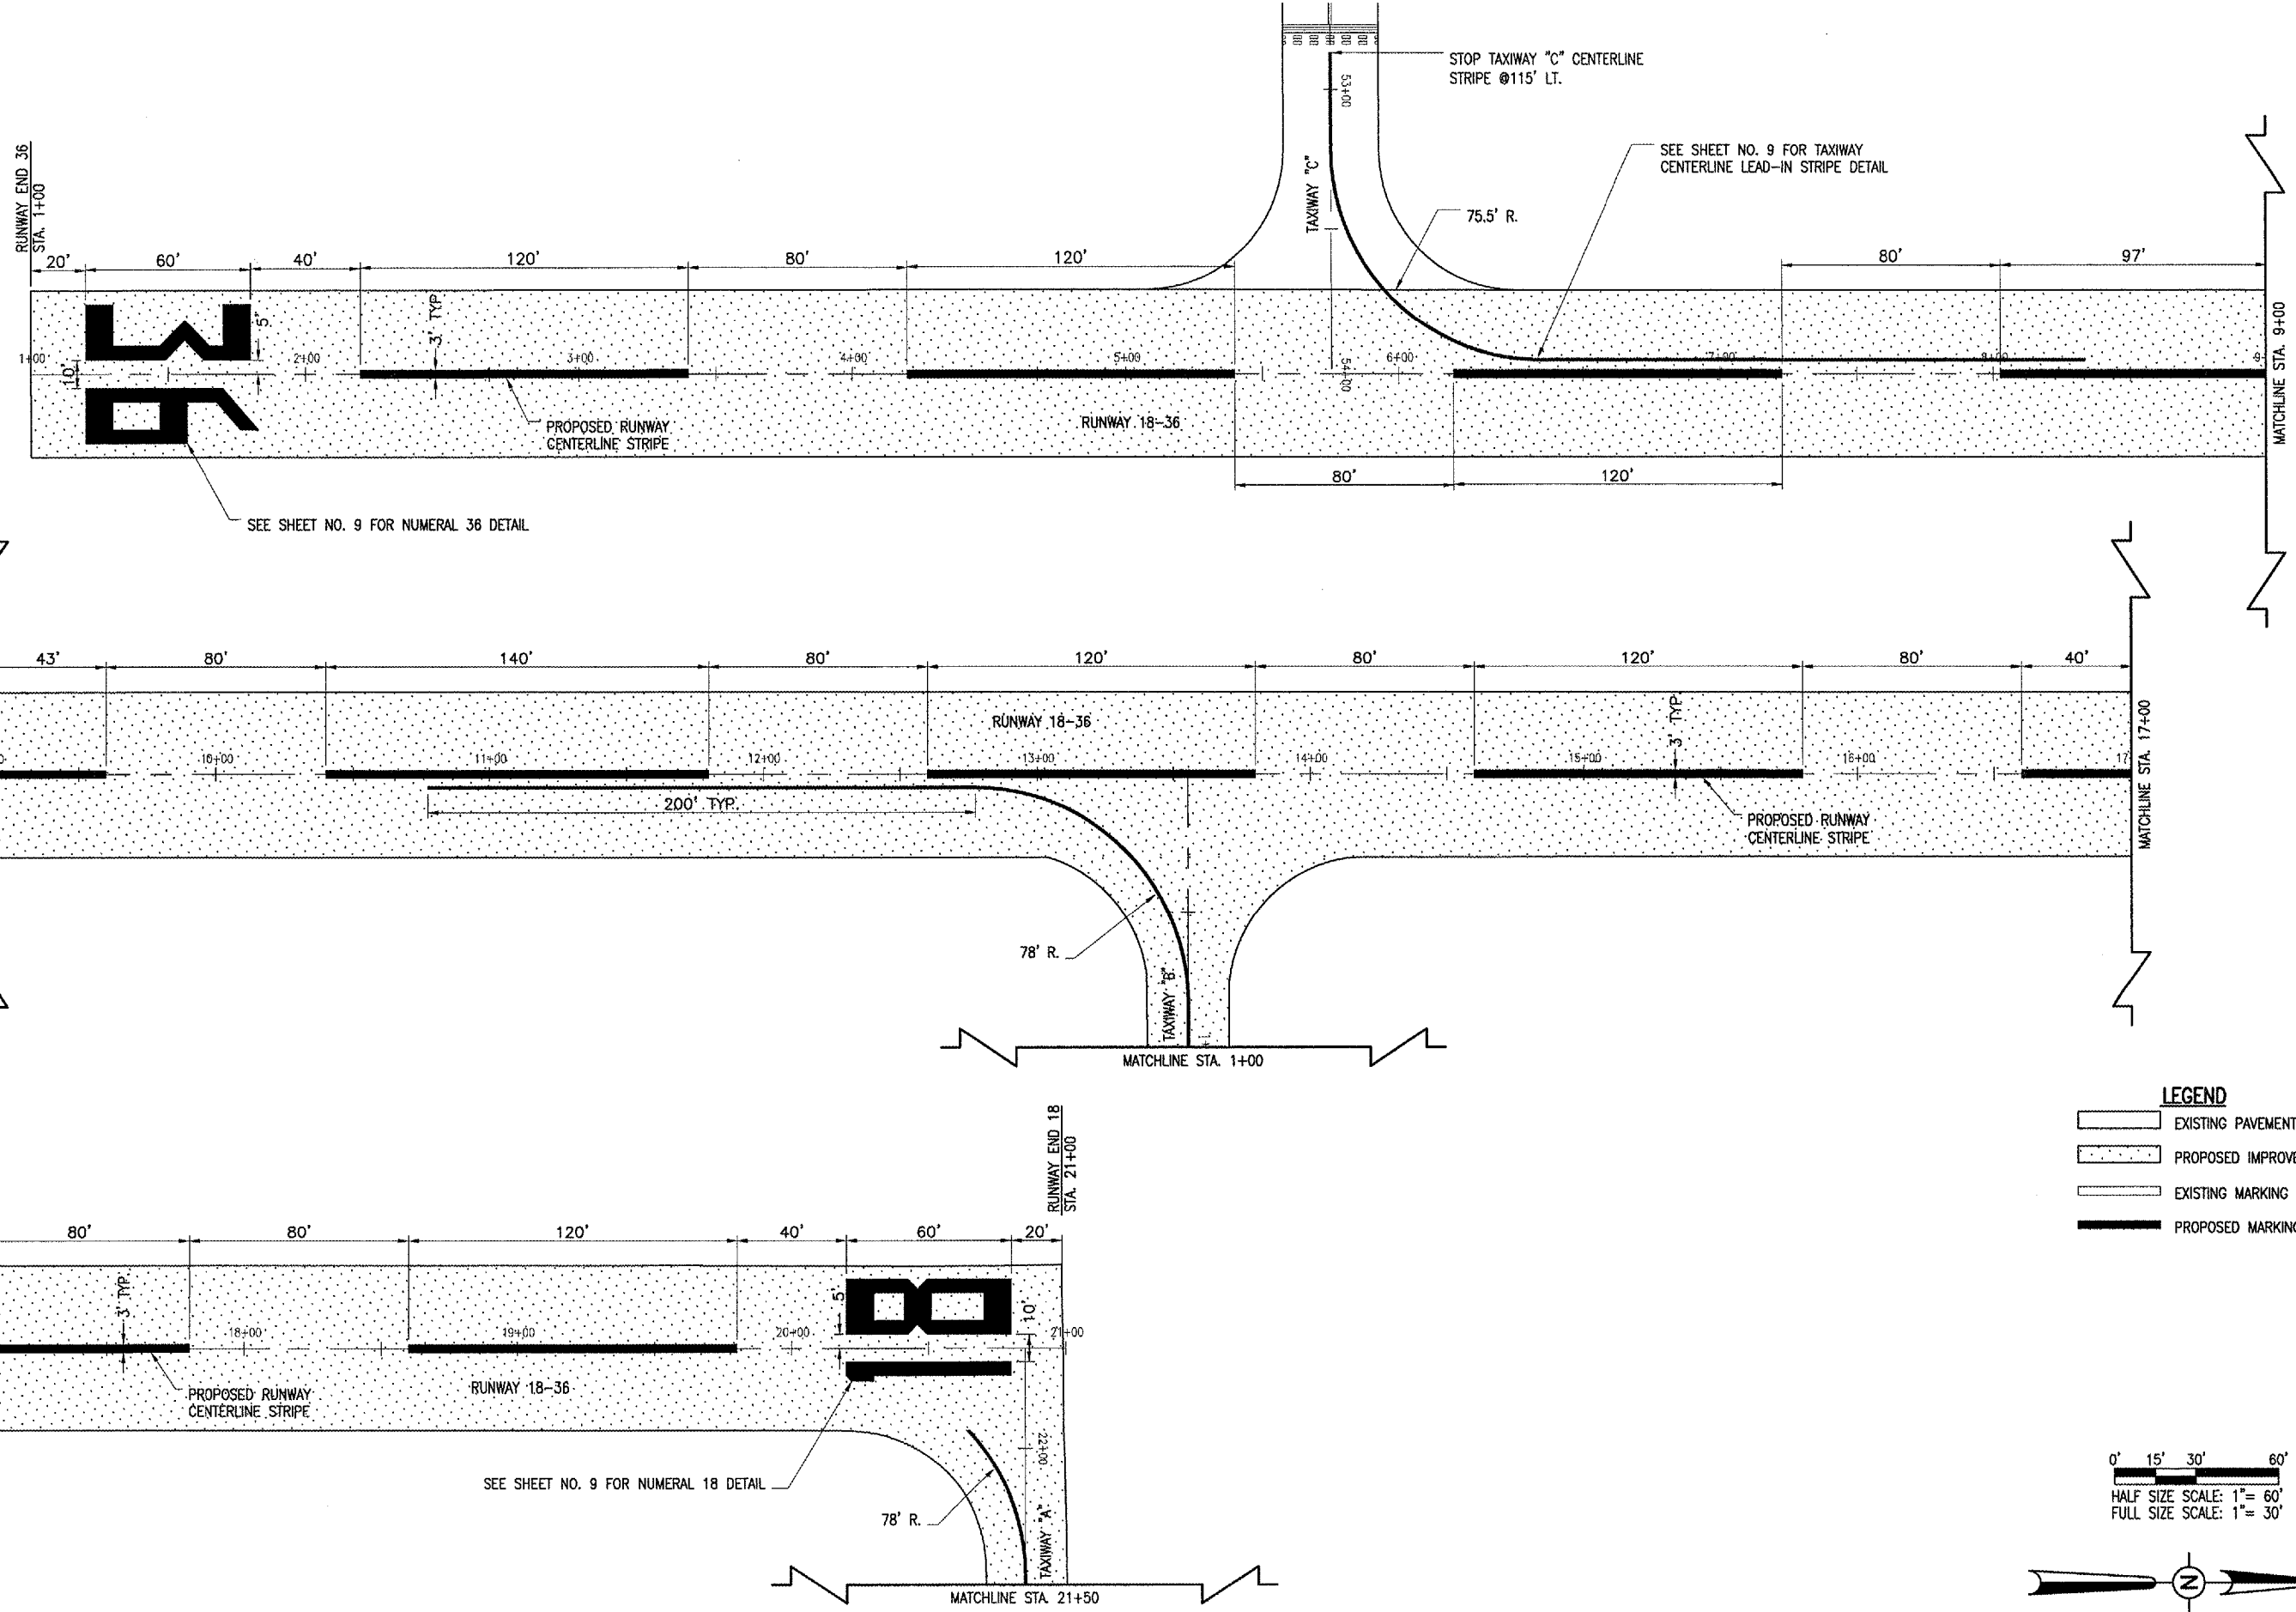 STOP TAXIWAY "C" CENTERLINE
STRIPE @115' LT.
53+00
RUNWAY END 36
STA. 1+00
SEE SHEET NO. 9 FOR TAXIWAY
CENTERLINE LEAD-IN STRIPE DETAIL
TAXIWAY "C"
75.5' R.
20'
60'
40'
120'
80'
120'
80'
97'
36
5'
10'
3' TYP.
1+00
2+00
3+00
4+00
5+00
6+00
7+00
8+00
9+
54+00
PROPOSED RUNWAY
CENTERLINE STRIPE
RUNWAY 18-36
MATCHLINE STA. 9+00
80'
120'
SEE SHEET NO. 9 FOR NUMERAL 36 DETAIL
43'
80'
140'
80'
120'
80'
120'
80'
40'
RUNWAY 18-36
3' TYP.
10+00
11+00
12+00
13+00
14+00
15+00
16+00
17
MATCHLINE STA. 17+00
200' TYP.
PROPOSED RUNWAY
CENTERLINE STRIPE
78' R.
TAXIWAY "B"
MATCHLINE STA. 1+00
RUNWAY END 18
STA. 21+00
80'
80'
120'
40'
60'
20'
3' TYP.
5'
10'
18
18+00
19+00
20+00
21+00
PROPOSED RUNWAY
CENTERLINE STRIPE
RUNWAY 18-36
22+00
SEE SHEET NO. 9 FOR NUMERAL 18 DETAIL
78' R.
TAXIWAY "A"
MATCHLINE STA. 21+50
LEGEND
EXISTING PAVEMENT
PROPOSED IMPROVE
EXISTING MARKING
PROPOSED MARKING
0' 15' 30' 60'
HALF SIZE SCALE: 1"= 60'
FULL SIZE SCALE: 1"= 30'
N